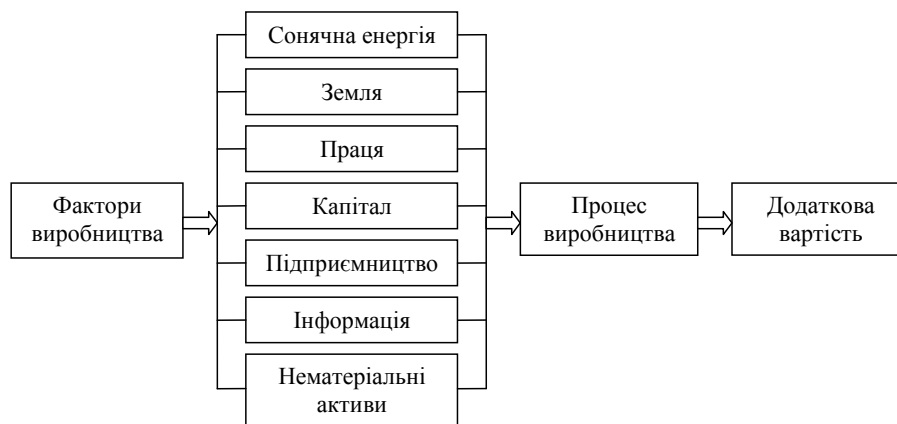 Фактори
виробництва
Сонячна енергія
Земля
Праця
Капітал
Підприємництво
Інформація
Нематеріальні
активи
Процес
виробництва
Додаткова
вартість